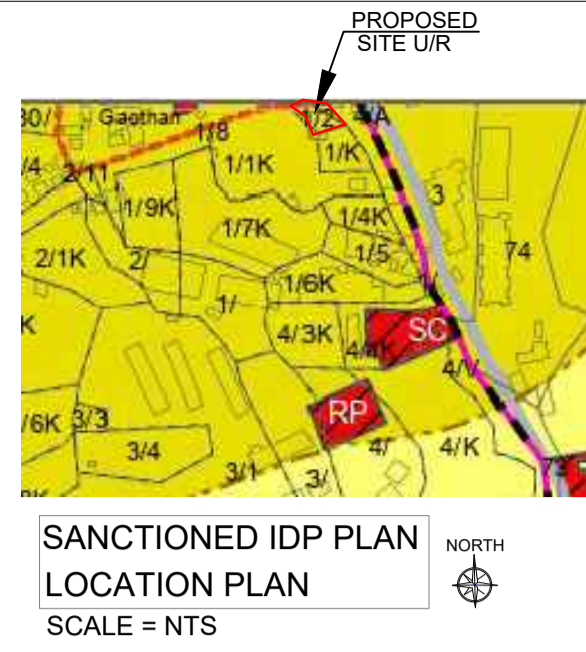 PROPOSED
SITE U/R
30/
Gaothan
1/8
1/2
4/A
/4
2/11
1/1K
1/K
1/9K
3
1/7K
1/4K
2/1K
2/
1/5
74
1/6K
1/
K
4/3K
SC
4/V
/6K
3/3
RP
3/4
4/
4/K
3/1
3/
SANCTIONED IDP PLAN
LOCATION PLAN
NORTH
SCALE = NTS